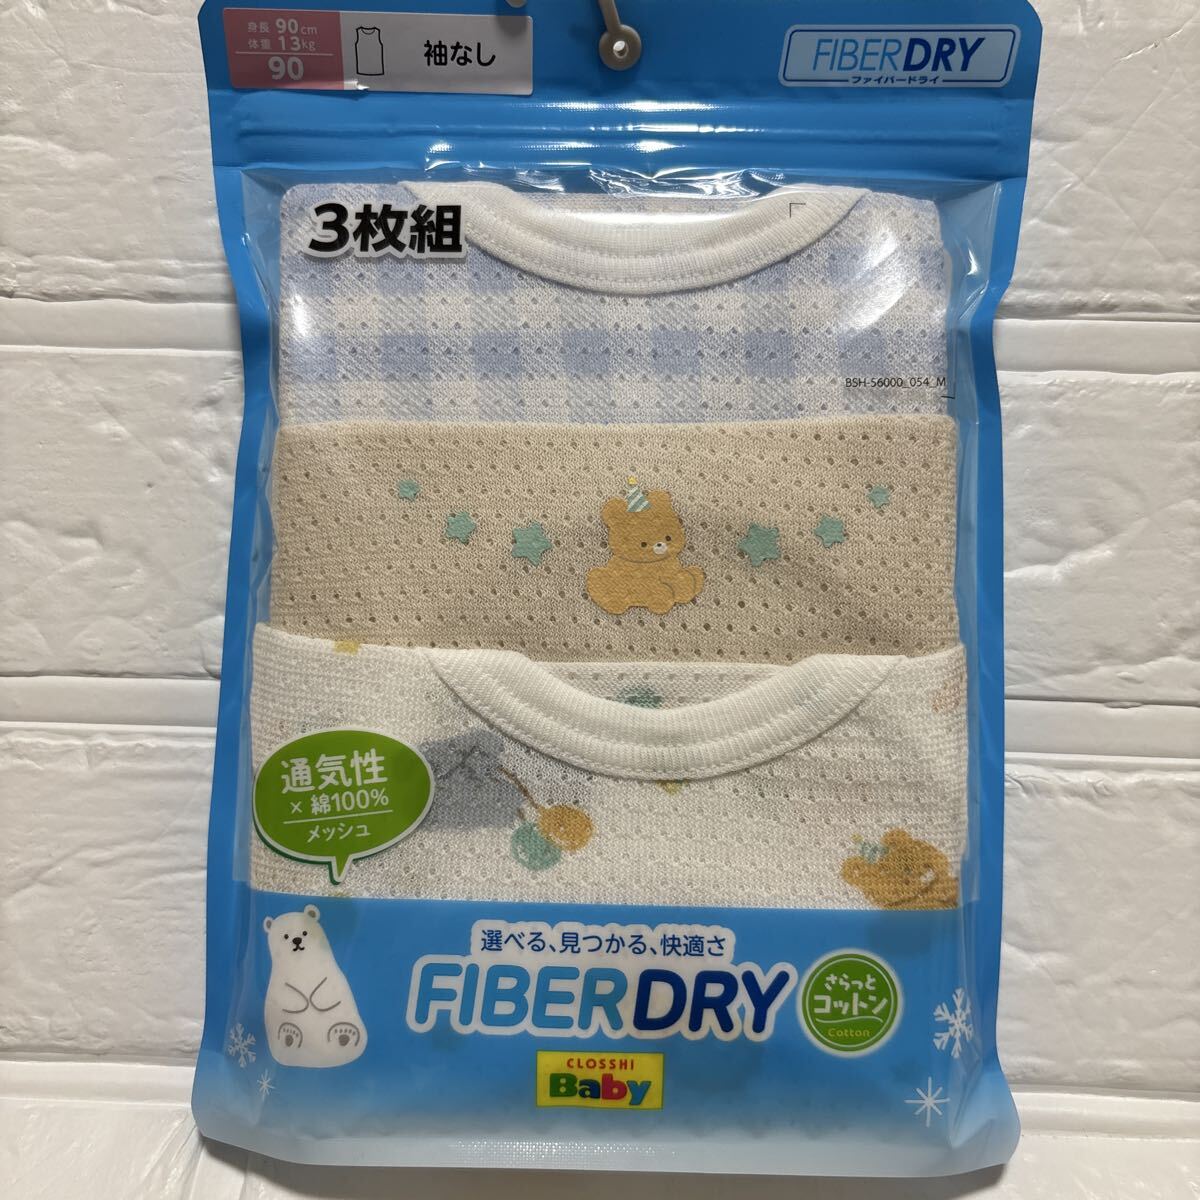 身長 90cm
体重 13kg
90
袖なし
FIBERDRY
ファイバードライ
3枚組
BSH-56000_054_M
通気性
×綿100%
メッシュ
選べる、見つかる、快適さ
FIBERDRY
さらっと
コットン
Cotton
CLOSSHI
Baby